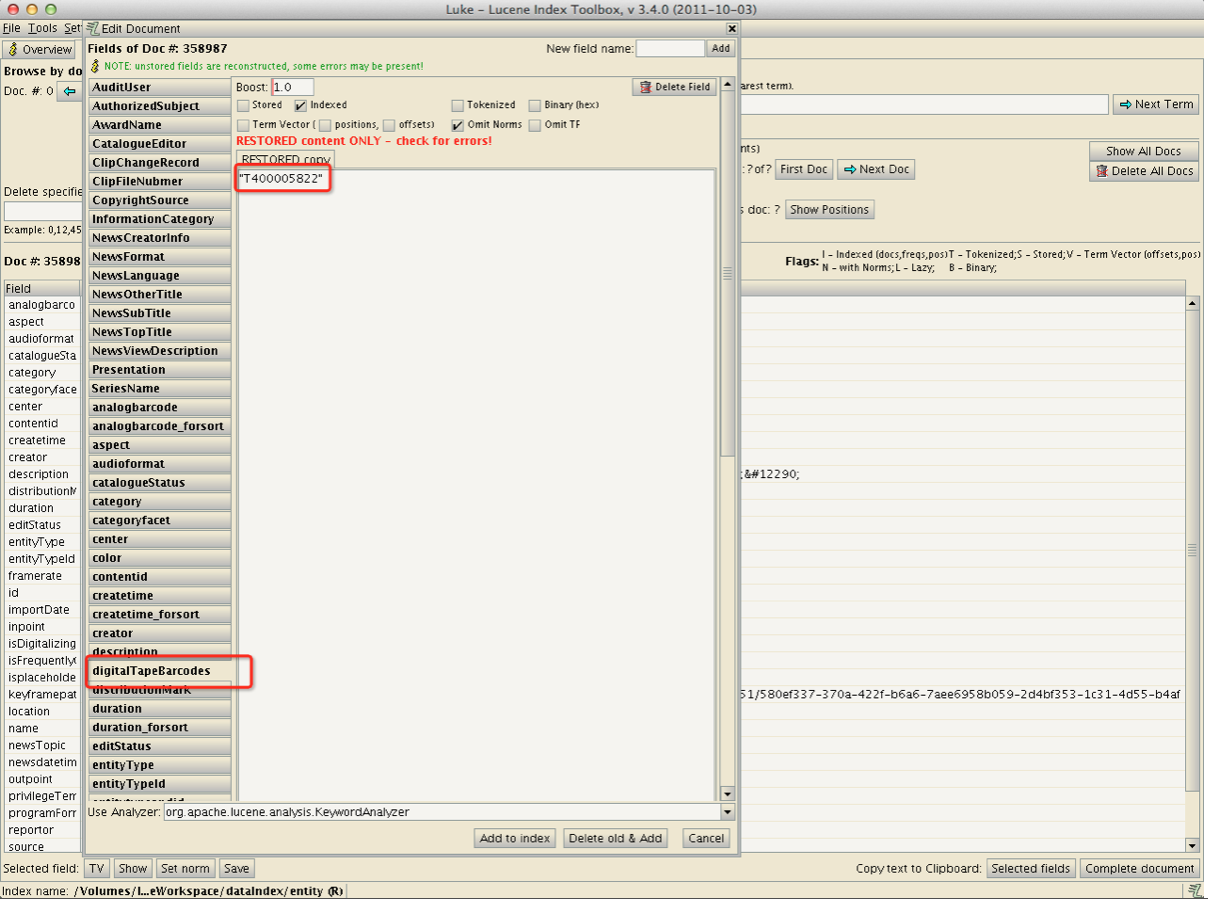 Luke – Lucene Index Toolbox, v 3.4.0 (2011-10-03)
File Tools Set
Overview
Browse by do
Doc. #: 0
Delete specifie
Example: 0,12,45
Doc #: 35898
Field
analogbarco
aspect
audioformat
catalogueSta
category
categoryface
center
contentid
createtime
creator
description
distributionM
duration
editStatus
entityType
entityTypeId
framerate
id
importDate
inpoint
isDigitalizing
isFrequently
isplaceholde
keyframepat
location
name
newsTopic
newsdatetim
outpoint
privilegeTem
programForm
reportor
source
Edit Document
Fields of Doc #: 358987
New field name:
Add
NOTE: unstored fields are reconstructed, some errors may be present!
AuditUser
AuthorizedSubject
AwardName
CatalogueEditor
ClipChangeRecord
ClipFileNubmer
CopyrightSource
InformationCategory
NewsCreatorInfo
NewsFormat
NewsLanguage
NewsOtherTitle
NewsSubTitle
NewsTopTitle
NewsViewDescription
Presentation
SeriesName
analogbarcode
analogbarcode_forsort
aspect
audioformat
catalogueStatus
category
categoryfacet
center
color
contentid
createtime
createtime_forsort
creator
description
digitalTapeBarcodes
distributionMark
duration
duration_forsort
editStatus
entityType
entityTypeId
Boost: 1.0
Delete Field
Stored Indexed Tokenized Binary (hex)
Term Vector ( positions, offsets) Omit Norms Omit TF
RESTORED content ONLY – check for errors!
RESTORED copy
"T400005822"
Use Analyzer: org.apache.lucene.analysis.KeywordAnalyzer
Add to index Delete old & Add Cancel
arest term).
Next Term
nts)
Show All Docs
: ? of ? First Doc Next Doc
Delete All Docs
s doc: ? Show Positions
Flags: I – Indexed (docs,freqs,pos) T – Tokenized; S – Stored; V – Term Vector (offsets,pos)
N – with Norms; L – Lazy; B – Binary;
;&#12290;
51/580ef337-370a-422f-b6a6-7aee6958b059-2d4bf353-1c31-4d55-b4af
Selected field: TV Show Set norm Save
Copy text to Clipboard: Selected fields Complete document
Index name: /Volumes/I...eWorkspace/dataIndex/entity (R)